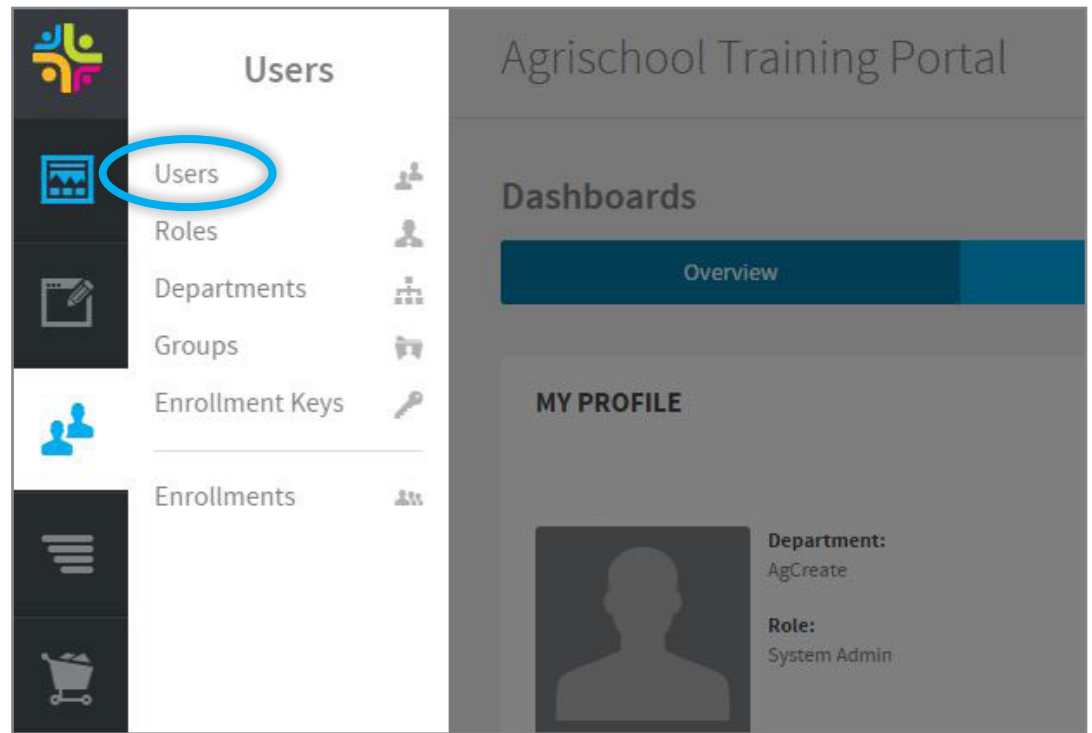 Users
Users
Roles
Departments
Groups
Enrollment Keys
Enrollments
Agrischool Training Portal
Dashboards
Overview
MY PROFILE
Department:
AgCreate
Role:
System Admin